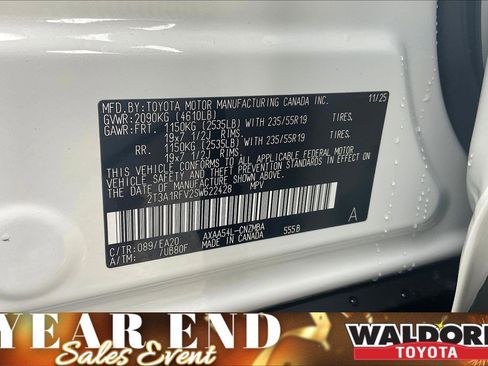 MFD.BY:TOYOTA MOTOR MANUFACTURING CANADA INC. 11/25
GVWR:2090KG (4610LB)
GAWR:FRT. 1150KG (2535LB) WITH 235/55R19 TIRES.
19x7 1/2J RIMS.
RR. 1150KG (2535LB) WITH 235/55R19 TIRES.
19x7 1/2J RIMS.
THIS VEHICLE CONFORMS TO ALL APPLICABLE FEDERAL MOTOR
VEHICLE SAFETY, BUMPER, AND THEFT PREVENTION STANDARDS IN EFFECT ON
THE DATE OF MANUFACTURE SHOWN ABOVE.
2T3A1RFV2SW622428 MPV
A
C/TR:089/EA20 AXAA54L-CNZMBA 555B
A/TM: /UB80F MADE IN CANADA
YEAR END
Sales Event
WALDORF
TOYOTA